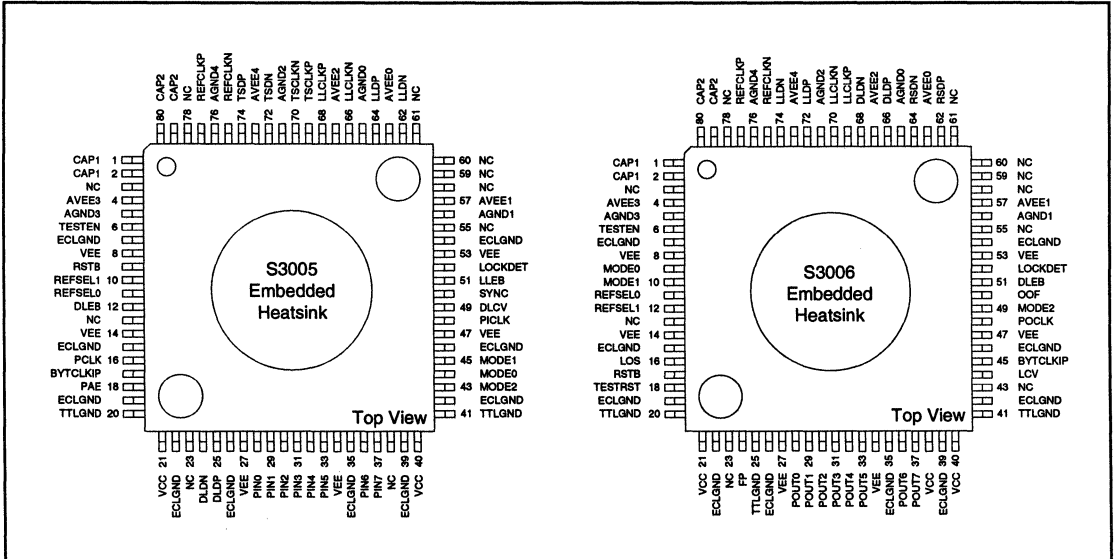 80 CAP2
CAP2
78 NC
REFCLKP
76 AGND4
REFCLKN
74 TSDP
AVEE4
72 TSDN
AGND2
70 TSCLKN
TSCLKP
68 LLCLKP
AVEE2
66 LLCLKN
AGND0
64 LLDP
AVEE0
62 LLDN
61 NC
CAP1 1
CAP1 2
NC
AVEE3 4
AGND3
TESTEN 6
ECLGND
VEE 8
RSTB
REFSEL1 10
REFSEL0
DLEB 12
NC
VEE 14
ECLGND
PCLK 16
BYTCLKIP
PAE 18
ECLGND
TTLGND 20
S3005
Embedded
Heatsink
Top View
60 NC
59 NC
NC
57 AVEE1
AGND1
55 NC
ECLGND
53 VEE
LOCKDET
51 LLEB
SYNC
49 DLCV
PICLK
47 VEE
ECLGND
45 MODE1
MODE0
43 MODE2
ECLGND
41 TTLGND
VCC 21
ECLGND
NC 23
DLDN
DLDP 25
ECLGND
VEE 27
PIN0
PIN1 29
PIN2
PIN3 31
PIN4
PIN5 33
VEE
ECLGND 35
PIN6
PIN7 37
NC
ECLGND 39
VCC 40
80 CAP2
CAP2
78 NC
REFCLKP
76 AGND4
REFCLKN
74 LLDN
AVEE4
72 LLDP
AGND2
70 LLCLKN
LLCLKP
68 DLDN
AVEE2
66 DLDP
AGND0
64 RSDN
AVEE0
62 RSDP
61 NC
CAP1 1
CAP1 2
NC
AVEE3 4
AGND3
TESTEN 6
ECLGND
VEE 8
MODE0
MODE1 10
REFSEL0
REFSEL1 12
NC
VEE 14
ECLGND
LOS 16
RSTB
TESTRST 18
ECLGND
TTLGND 20
S3006
Embedded
Heatsink
Top View
60 NC
59 NC
NC
57 AVEE1
AGND1
55 NC
ECLGND
53 VEE
LOCKDET
51 DLEB
OOF
49 MODE2
POCLK
47 VEE
ECLGND
45 BYTCLKIP
LCV
43 NC
ECLGND
41 TTLGND
VCC 21
ECLGND
NC 23
FP
TTLGND 25
ECLGND
VEE 27
POUT0
POUT1 29
POUT2
POUT3 31
POUT4
POUT5 33
VEE
ECLGND 35
POUT6
POUT7 37
VCC
ECLGND 39
VCC 40